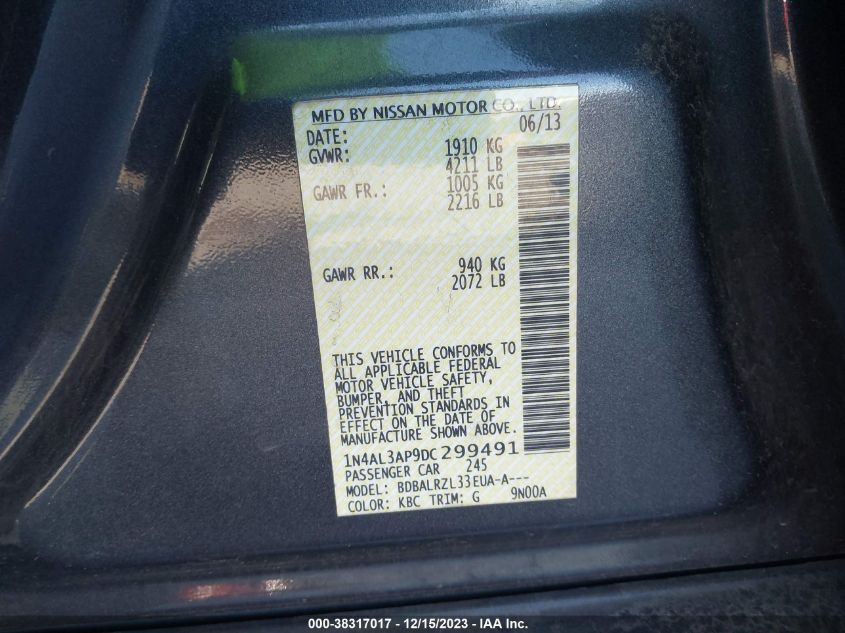 MFD BY NISSAN MOTOR CO., LTD.
DATE: 06/13
GVWR: 1910 KG
4211 LB
GAWR FR.: 1005 KG
2216 LB
GAWR RR.: 940 KG
2072 LB
THIS VEHICLE CONFORMS TO
ALL APPLICABLE FEDERAL
MOTOR VEHICLE SAFETY,
BUMPER, AND THEFT
PREVENTION STANDARDS IN
EFFECT ON THE DATE OF
MANUFACTURE SHOWN ABOVE.
1N4AL3AP9DC299491
PASSENGER CAR 245
MODEL: BDBALRZL33EUA-A---
COLOR: KBC TRIM: G 9N00A
000-38317017 - 12/15/2023 - IAA Inc.